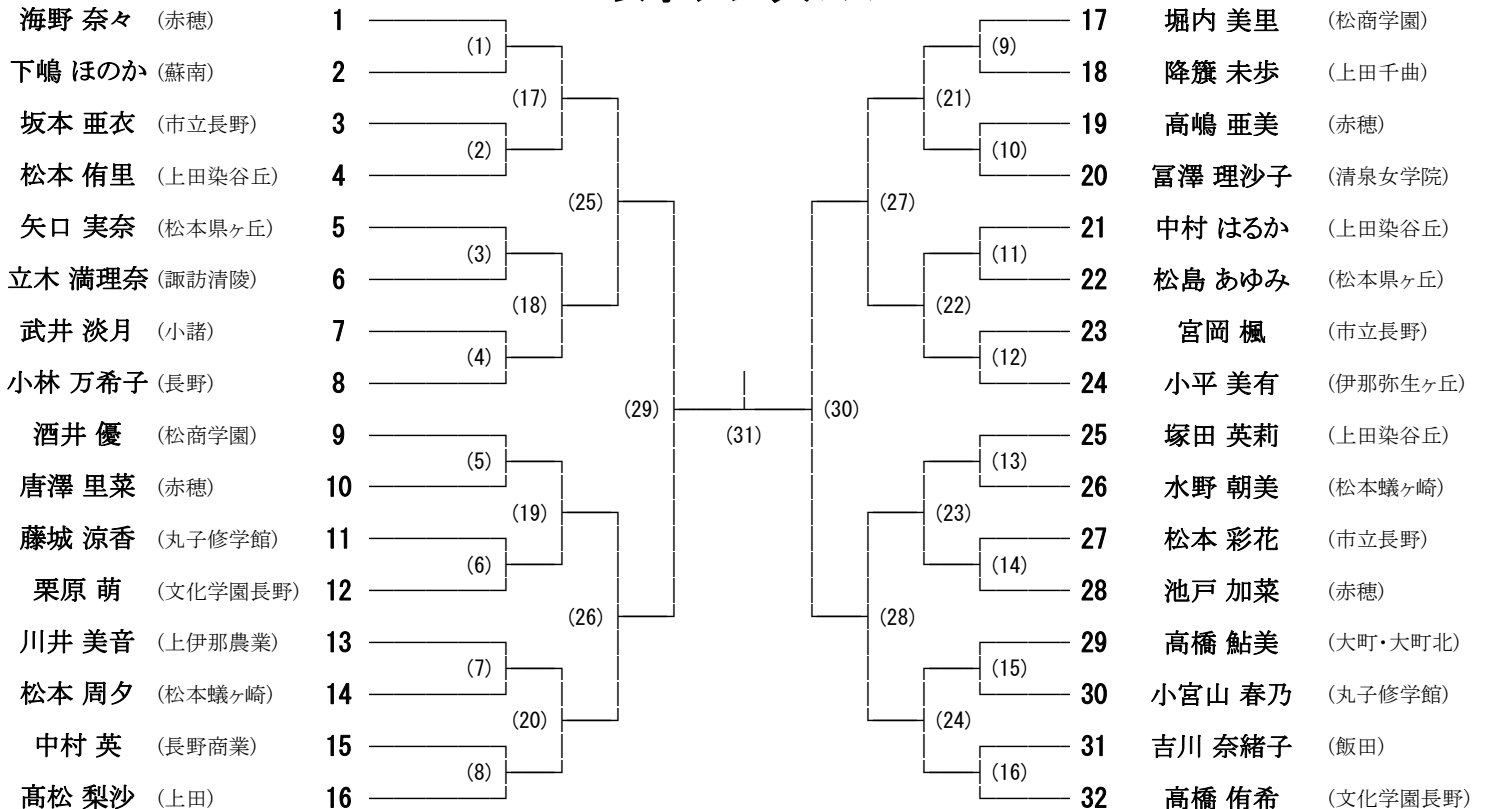 海野 奈々 (赤穂) 1
下嶋 ほのか (蘇南) 2
坂本 亜衣 (市立長野) 3
松本 侑里 (上田染谷丘) 4
矢口 実奈 (松本県ヶ丘) 5
立木 満理奈 (諏訪清陵) 6
武井 淡月 (小諸) 7
小林 万希子 (長野) 8
酒井 優 (松商学園) 9
唐澤 里菜 (赤穂) 10
藤城 涼香 (丸子修学館) 11
栗原 萌 (文化学園長野) 12
川井 美音 (上伊那農業) 13
松本 周夕 (松本蟻ヶ崎) 14
中村 英 (長野商業) 15
髙松 梨沙 (上田) 16
(1)
(2)
(3)
(4)
(5)
(6)
(7)
(8)
(17)
(18)
(19)
(20)
(25)
(26)
(29)
(31)
(30)
(27)
(28)
(21)
(22)
(23)
(24)
(9)
(10)
(11)
(12)
(13)
(14)
(15)
(16)
17 堀内 美里 (松商学園)
18 降籏 未歩 (上田千曲)
19 高嶋 亜美 (赤穂)
20 冨澤 理沙子 (清泉女学院)
21 中村 はるか (上田染谷丘)
22 松島 あゆみ (松本県ヶ丘)
23 宮岡 楓 (市立長野)
24 小平 美有 (伊那弥生ヶ丘)
25 塚田 英莉 (上田染谷丘)
26 水野 朝美 (松本蟻ヶ崎)
27 松本 彩花 (市立長野)
28 池戸 加菜 (赤穂)
29 高橋 鮎美 (大町・大町北)
30 小宮山 春乃 (丸子修学館)
31 吉川 奈緒子 (飯田)
32 高橋 侑希 (文化学園長野)